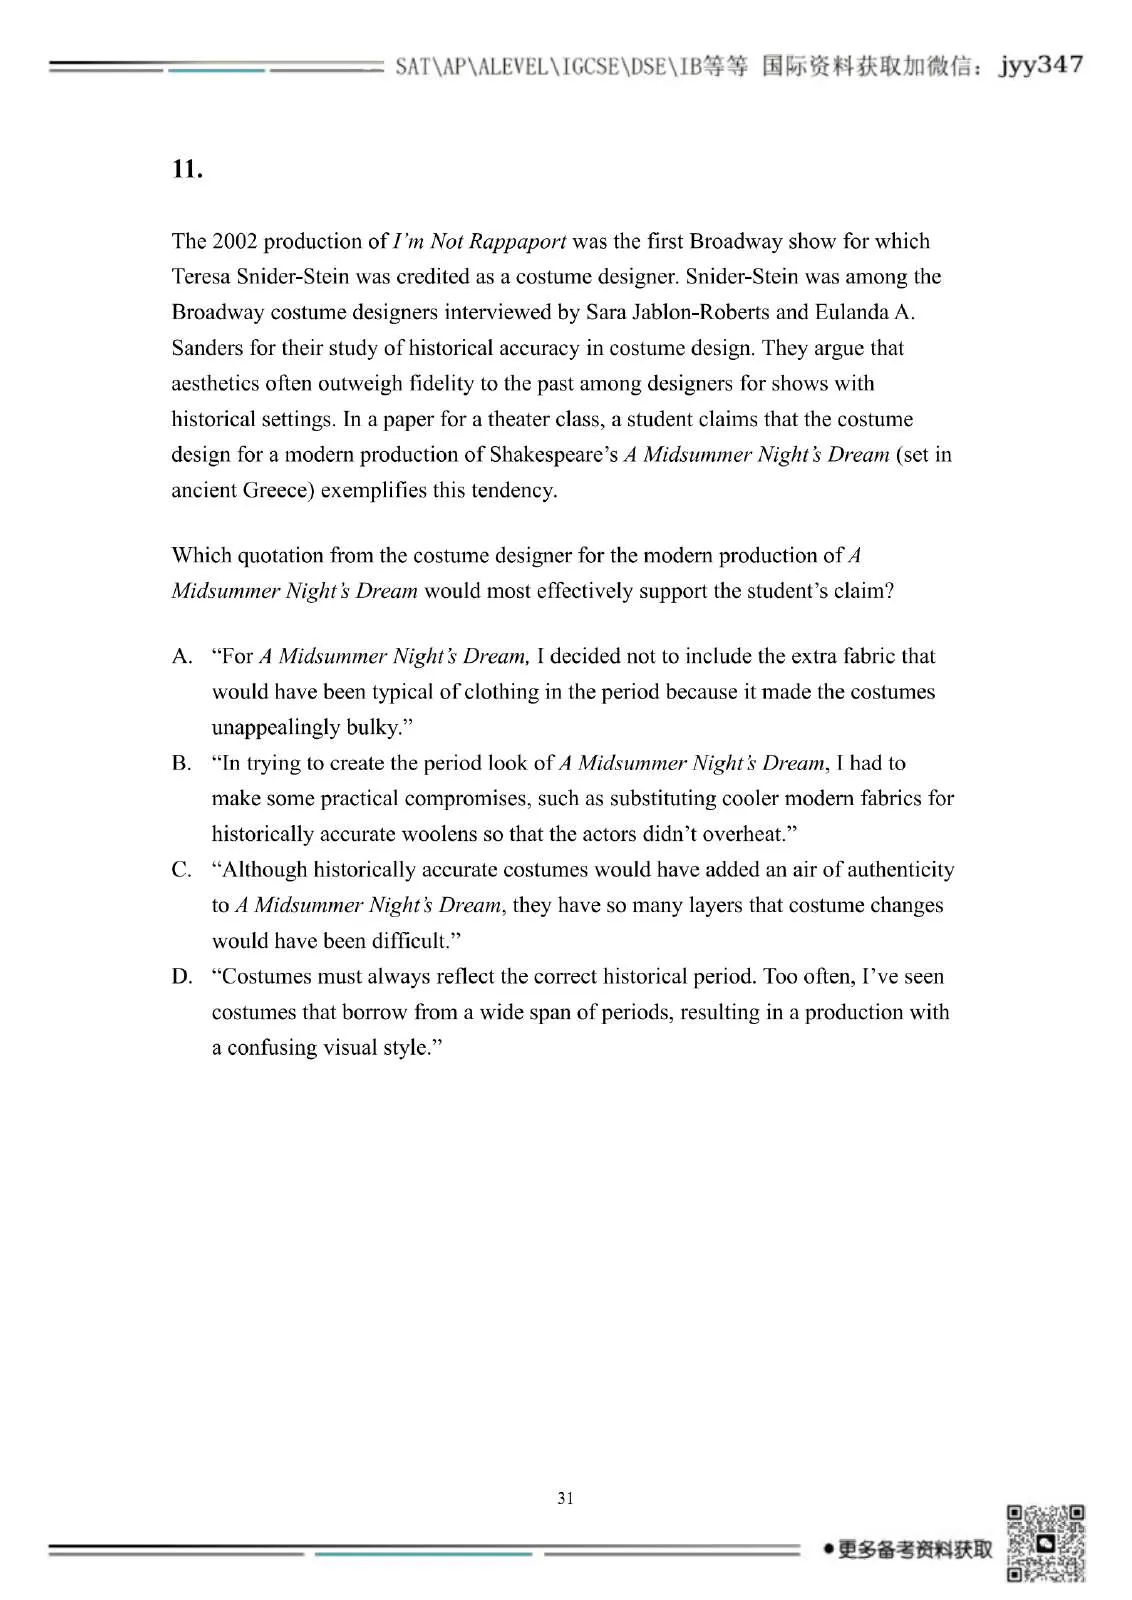 SAT\AP\ALEVEL\IGCSE\DSE\IB等等 国际资料获取加微信: jyy347
11.
The 2002 production of I'm Not Rappaport was the first Broadway show for which
Teresa Snider-Stein was credited as a costume designer. Snider-Stein was among the
Broadway costume designers interviewed by Sara Jablon-Roberts and Eulanda A.
Sanders for their study of historical accuracy in costume design. They argue that
aesthetics often outweigh fidelity to the past among designers for shows with
historical settings. In a paper for a theater class, a student claims that the costume
design for a modern production of Shakespeare's A Midsummer Night's Dream (set in
ancient Greece) exemplifies this tendency.
Which quotation from the costume designer for the modern production of A
Midsummer Night's Dream would most effectively support the student's claim?
A. “For A Midsummer Night's Dream, I decided not to include the extra fabric that
would have been typical of clothing in the period because it made the costumes
unappealingly bulky.”
B. “In trying to create the period look of A Midsummer Night's Dream, I had to
make some practical compromises, such as substituting cooler modern fabrics for
historically accurate woolens so that the actors didn't overheat.”
C. “Although historically accurate costumes would have added an air of authenticity
to A Midsummer Night's Dream, they have so many layers that costume changes
would have been difficult.”
D. “Costumes must always reflect the correct historical period. Too often, I've seen
costumes that borrow from a wide span of periods, resulting in a production with
a confusing visual style.”
31
●更多备考资料获取